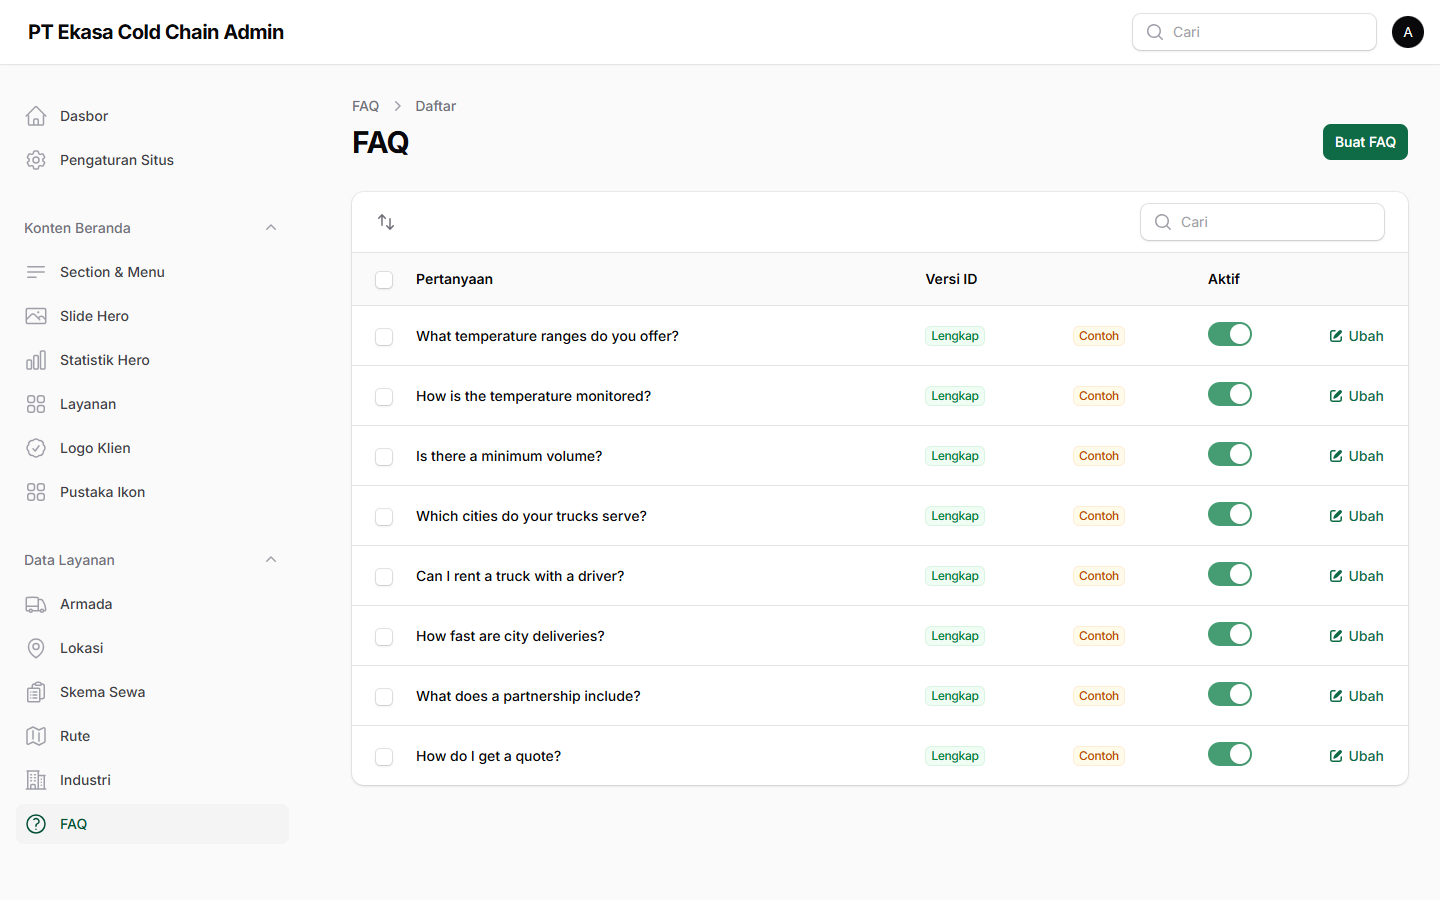 PT Ekasa Cold Chain Admin
Cari
A
Dasbor
Pengaturan Situs
Konten Beranda
Section & Menu
Slide Hero
Statistik Hero
Layanan
Logo Klien
Pustaka Ikon
Data Layanan
Armada
Lokasi
Skema Sewa
Rute
Industri
FAQ
FAQ > Daftar
FAQ
Buat FAQ
Cari
Pertanyaan Versi ID Aktif
What temperature ranges do you offer? Lengkap Contoh Ubah
How is the temperature monitored? Lengkap Contoh Ubah
Is there a minimum volume? Lengkap Contoh Ubah
Which cities do your trucks serve? Lengkap Contoh Ubah
Can I rent a truck with a driver? Lengkap Contoh Ubah
How fast are city deliveries? Lengkap Contoh Ubah
What does a partnership include? Lengkap Contoh Ubah
How do I get a quote? Lengkap Contoh Ubah